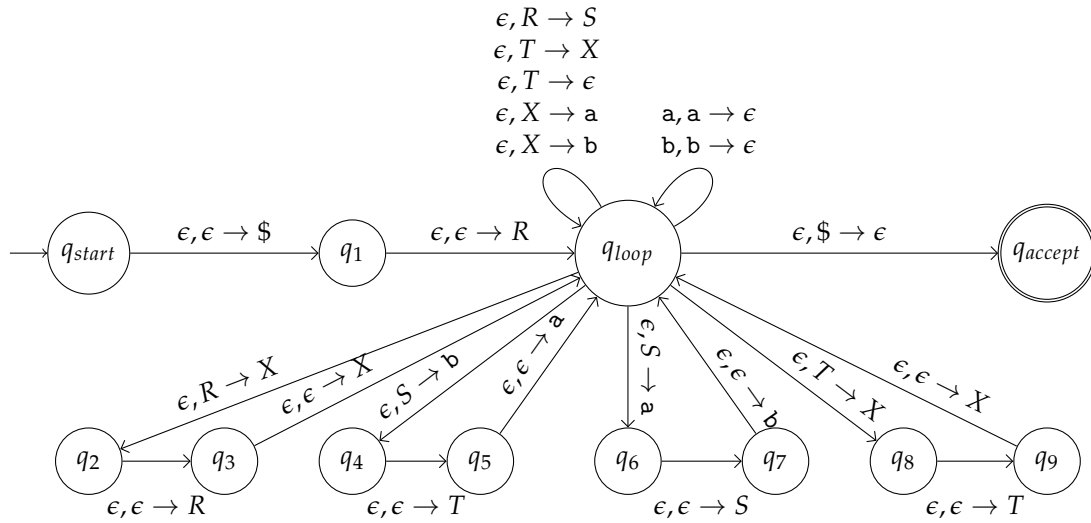 ϵ, R → S
ϵ, T → X
ϵ, T → ϵ
ϵ, X → a
ϵ, X → b
a, a → ϵ
b, b → ϵ
q_start
ϵ, ϵ → $
q_1
ϵ, ϵ → R
q_loop
ϵ, $ → ϵ
q_accept
ϵ, R → X
ϵ, ϵ → X
ϵ, S → b
ϵ, ϵ → a
ϵ, S → a
ϵ, ϵ → b
ϵ, T → X
ϵ, ϵ → X
q_2
q_3
q_4
q_5
q_6
q_7
q_8
q_9
ϵ, ϵ → R
ϵ, ϵ → T
ϵ, ϵ → S
ϵ, ϵ → T